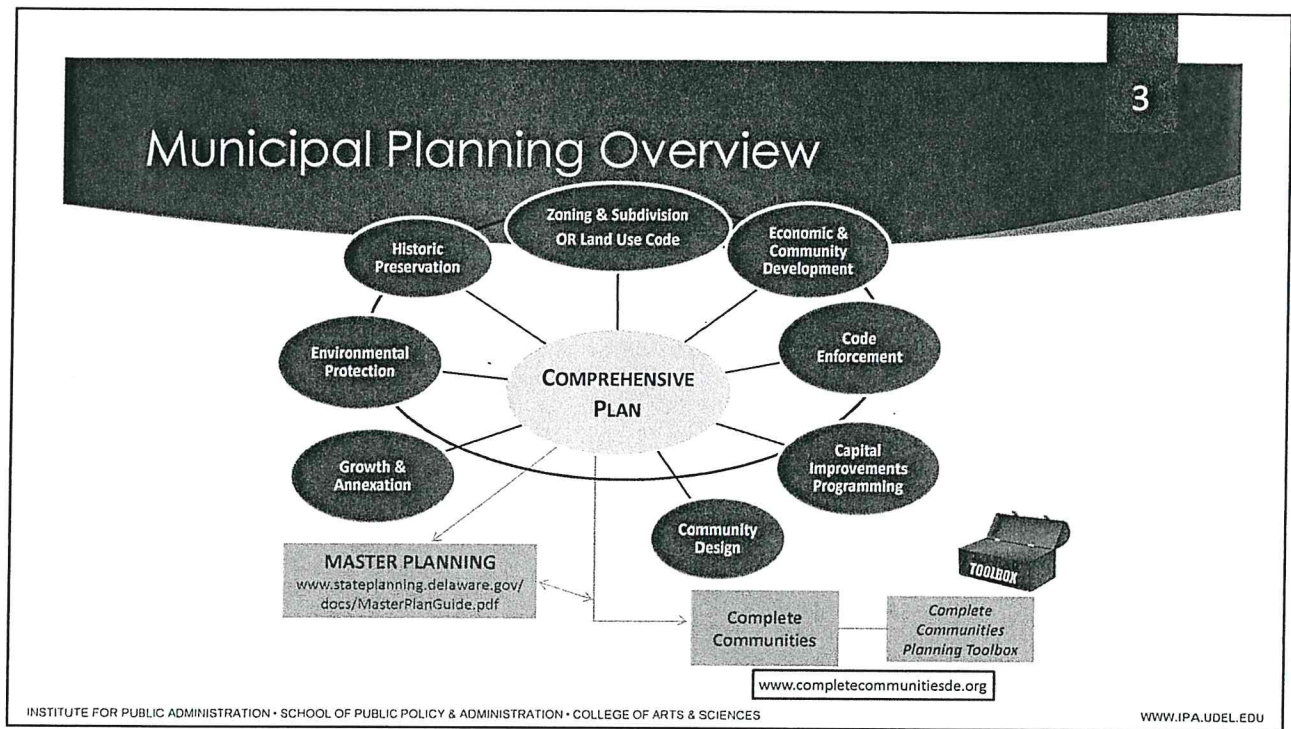 3
Municipal Planning Overview
Zoning & Subdivision
OR Land Use Code
Historic
Preservation
Economic &
Community
Development
Environmental
Protection
Code
Enforcement
COMPREHENSIVE
PLAN
Growth &
Annexation
Capital
Improvements
Programming
Community
Design
MASTER PLANNING
www.stateplanning.delaware.gov/
docs/MasterPlanGuide.pdf
TOOLBOX
Complete
Communities
Complete
Communities
Planning Toolbox
www.completecommunitiesde.org
INSTITUTE FOR PUBLIC ADMINISTRATION • SCHOOL OF PUBLIC POLICY & ADMINISTRATION • COLLEGE OF ARTS & SCIENCES
WWW.IPA.UDEL.EDU